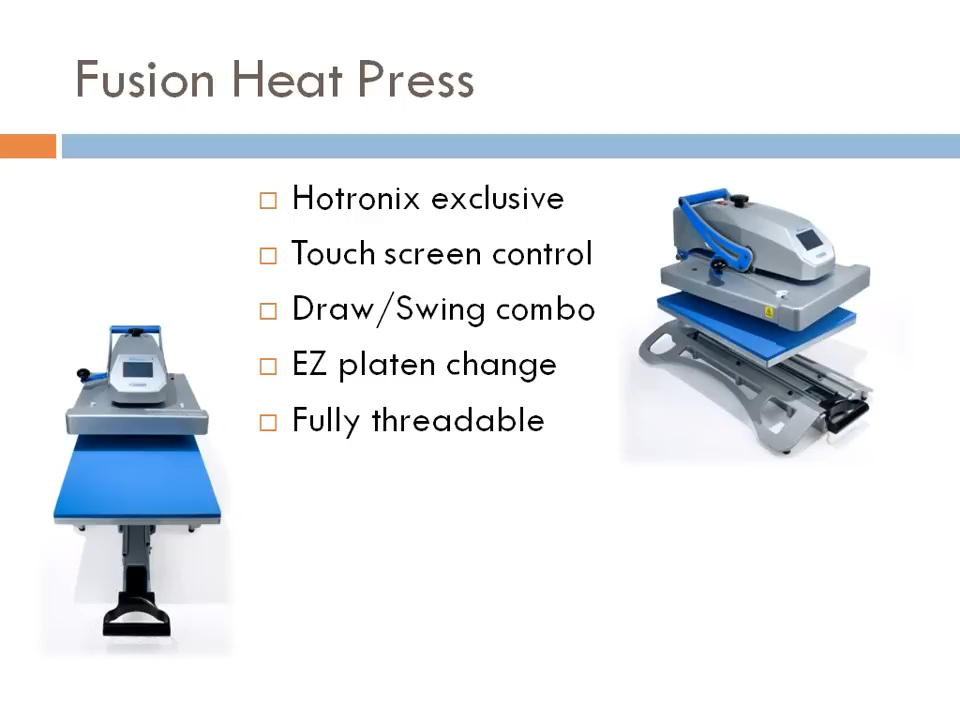 Fusion Heat Press
Hotronix exclusive
Touch screen control
Draw/Swing combo
EZ platen change
Fully threadable